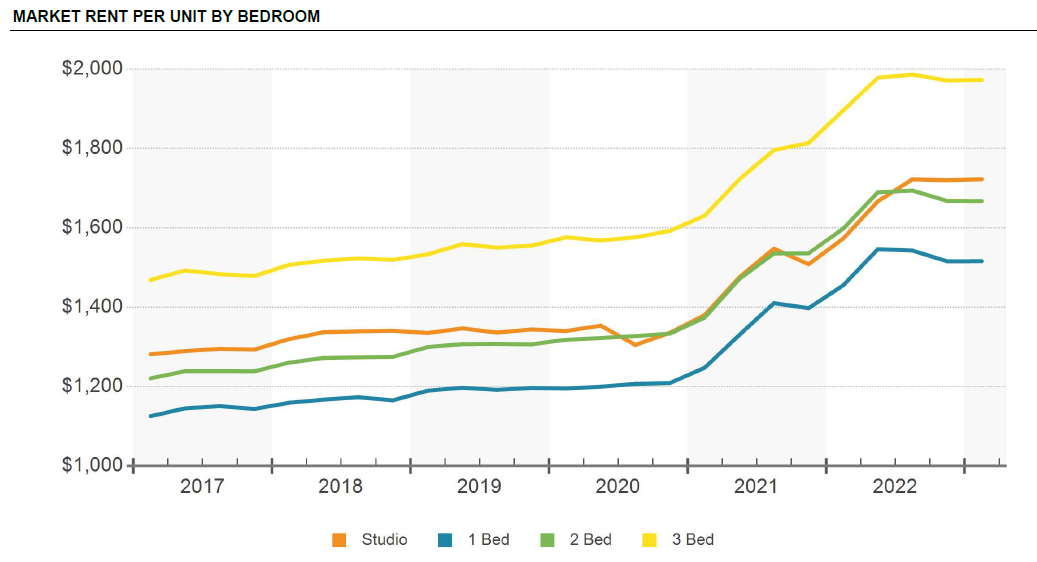 MARKET RENT PER UNIT BY BEDROOM
$2,000
$1,800
$1,600
$1,400
$1,200
$1,000
2017 2018 2019 2020 2021 2022
Studio 1 Bed 2 Bed 3 Bed